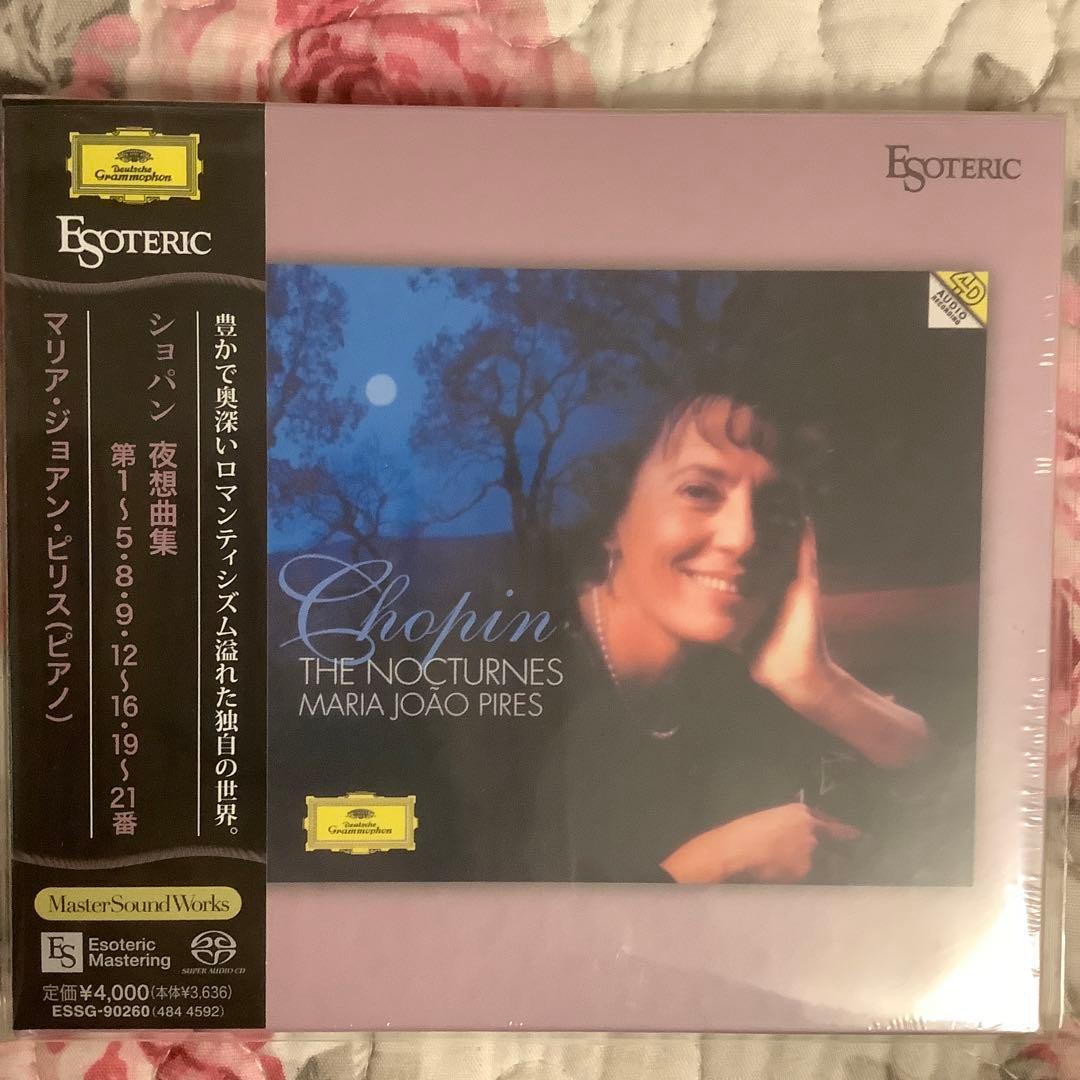 Deutsche
Grammophon
ESOTERIC
豊かで奥深いロマンティシズム溢れた独自の世界。
ショパン 夜想曲集
第1〜5・8・9・12〜16・19〜21番
マリア・ジョアン・ピリス(ピアノ)
MasterSoundWorks
ES
Esoteric
Mastering
SUPER AUDIO CD
定価¥4,000(本体¥3,636)
ESSG-90260(484 4592)
ESOTERIC
4D
AUDIO
RECORDING
Chopin
THE NOCTURNES
MARIA JOÃO PIRES
Deutsche
Grammophon